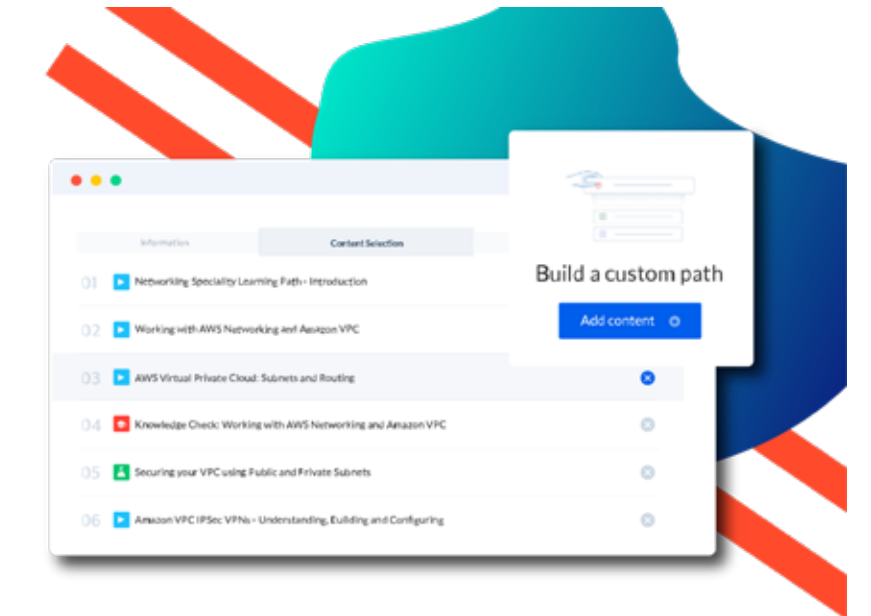 Information
Content Selection
01 Networking Speciality Learning Path - Introduction
02 Working with AWS Networking and Amazon VPC
03 AWS Virtual Private Cloud: Subnets and Routing
04 Knowledge Check: Working with AWS Networking and Amazon VPC
05 Securing your VPC using Public and Private Subnets
06 Amazon VPC IPSec VPNs - Understanding, Building and Configuring
Build a custom path
Add content